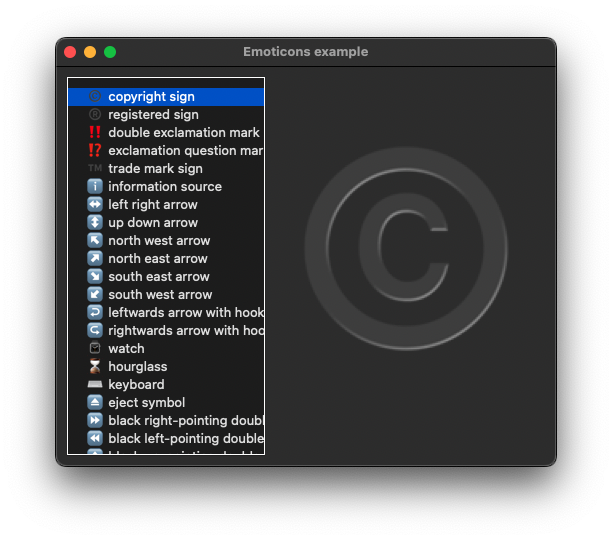 Emoticons example
copyright sign
® registered sign
‼️ double exclamation mark
⁉️ exclamation question mar
™ trade mark sign
ℹ️ information source
left right arrow
up down arrow
north west arrow
north east arrow
south east arrow
south west arrow
leftwards arrow with hook
rightwards arrow with hoo
watch
hourglass
keyboard
eject symbol
black right-pointing doubl
black left-pointing double
©